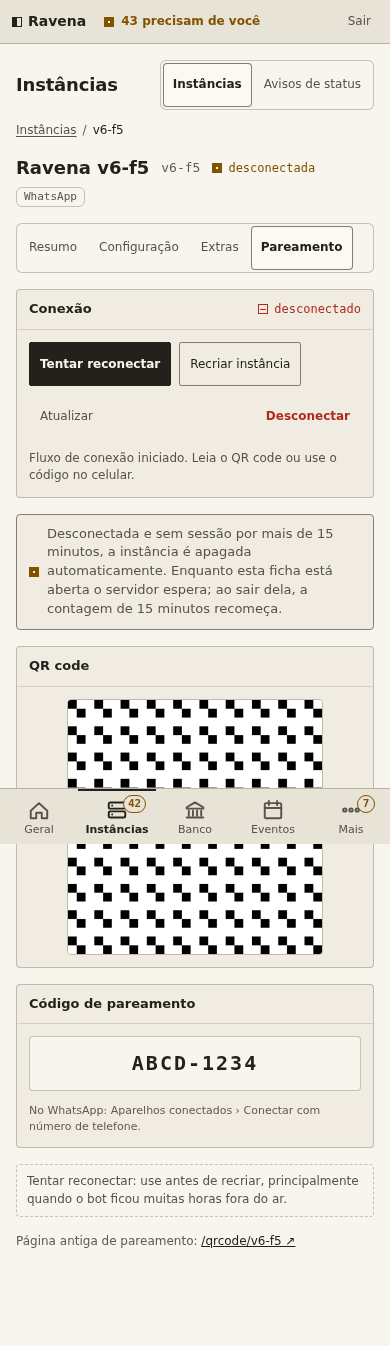 Ravena
43 precisam de você
Sair
Instâncias
Instâncias
Avisos de status
Instâncias / v6-f5
Ravena v6-f5
v6-f5
desconectada
WhatsApp
Resumo
Configuração
Extras
Pareamento
Conexão
desconectado
Tentar reconectar
Recriar instância
Atualizar
Desconectar
Fluxo de conexão iniciado. Leia o QR code ou use o
código no celular.
Desconectada e sem sessão por mais de 15
minutos, a instância é apagada
automaticamente. Enquanto esta ficha está
aberta o servidor espera; ao sair dela, a
contagem de 15 minutos recomeça.
QR code
Geral
42
Instâncias
Banco
Eventos
7
Mais
Código de pareamento
ABCD-1234
No WhatsApp: Aparelhos conectados › Conectar com
número de telefone.
Tentar reconectar: use antes de recriar, principalmente
quando o bot ficou muitas horas fora do ar.
Página antiga de pareamento: /qrcode/v6-f5 ↗